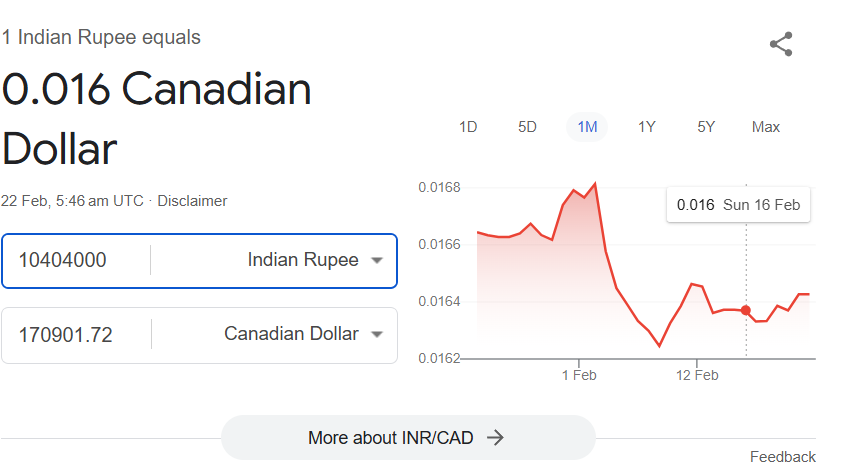 1 Indian Rupee equals
0.016 Canadian
Dollar
22 Feb, 5:46 am UTC · Disclaimer
10404000 Indian Rupee
170901.72 Canadian Dollar
1D 5D 1M 1Y 5Y Max
0.0168
0.016 Sun 16 Feb
0.0166
0.0164
0.0162
1 Feb 12 Feb
More about INR/CAD
Feedback